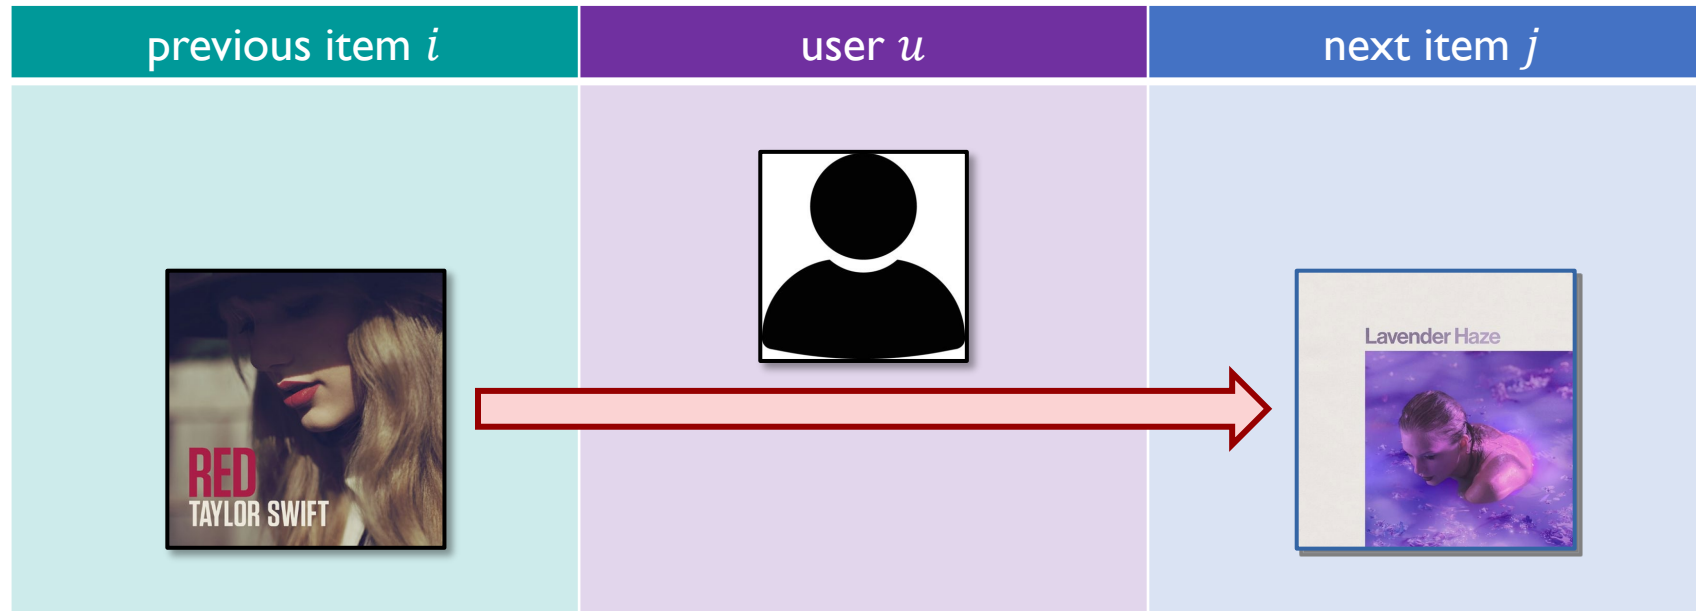 previous item i
user u
next item j
RED
TAYLOR SWIFT
Lavender Haze